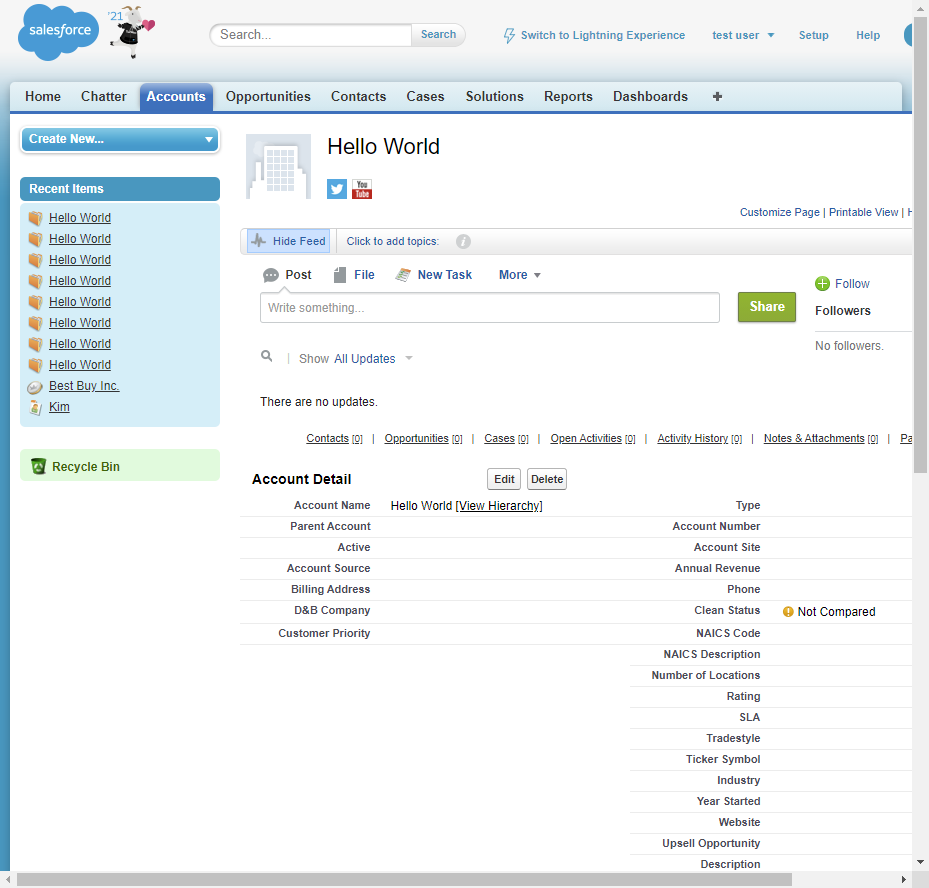 salesforce '21 Search... Search Switch to Lightning Experience test user Setup Help
Home Chatter Accounts Opportunities Contacts Cases Solutions Reports Dashboards +
Create New...
Recent Items
Hello World
Hello World
Hello World
Hello World
Hello World
Hello World
Hello World
Hello World
Best Buy Inc.
Kim
Recycle Bin
Hello World
You Tube
Customize Page | Printable View | H
Hide Feed Click to add topics: i
Post File New Task More
Write something... Share
Follow
Followers
No followers.
Show All Updates
There are no updates.
Contacts [0] | Opportunities [0] | Cases [0] | Open Activities [0] | Activity History [0] | Notes & Attachments [0] | Pa
Account Detail Edit Delete
Account Name Hello World [View Hierarchy] Type
Parent Account Account Number
Active Account Site
Account Source Annual Revenue
Billing Address Phone
D&B Company Clean Status Not Compared
Customer Priority NAICS Code
NAICS Description
Number of Locations
Rating
SLA
Tradestyle
Ticker Symbol
Industry
Year Started
Website
Upsell Opportunity
Description